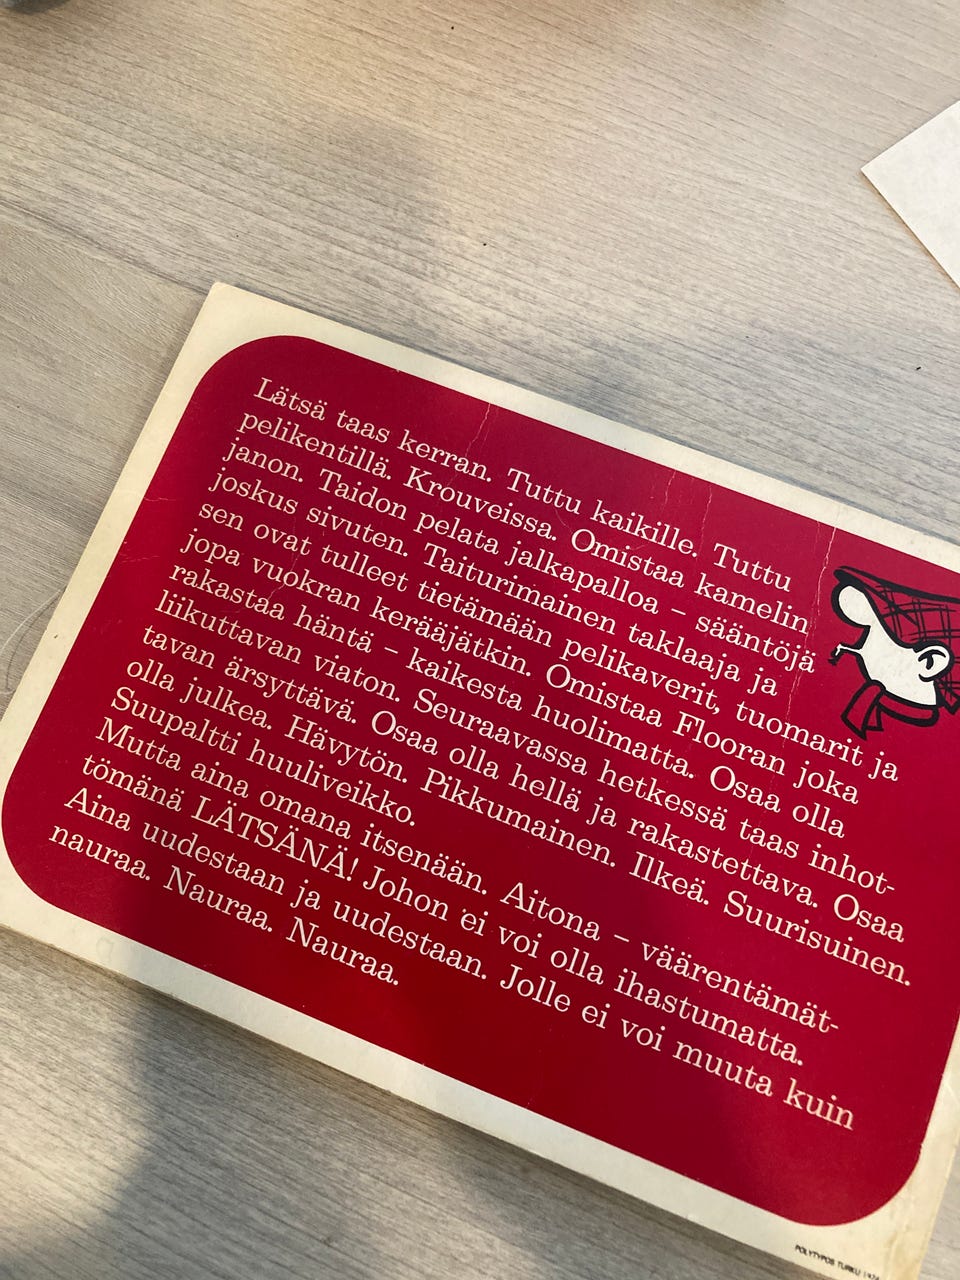 Lätsä taas kerran. Tuttu kaikille. Tuttu
pelikentillä. Krouveissa. Omistaa kamelin
janon. Taidon pelata jalkapalloa – sääntöjä
joskus sivuten. Taiturimainen taklaaja ja
sen ovat tulleet tietämään pelikaverit, tuomarit ja
jopa vuokran kerääjätkin. Omistaa Flooran joka
rakastaa häntä – kaikesta huolimatta. Osaa olla
liikuttavan viaton. Seuraavassa hetkessä taas inhot-
tavan ärsyttävä. Osaa olla hellä ja rakastettava. Osaa
olla julkea. Hävytön. Pikkumainen. Ilkeä. Suurisuinen.
Suupaltti huuliveikko.
Mutta aina omana itsenään. Aitona – väärentämät-
tömänä LÄTSÄNÄ! Johon ei voi olla ihastumatta.
Aina uudestaan ja uudestaan. Jolle ei voi muuta kuin
nauraa. Nauraa. Nauraa.
POLYTYPOS TURKU